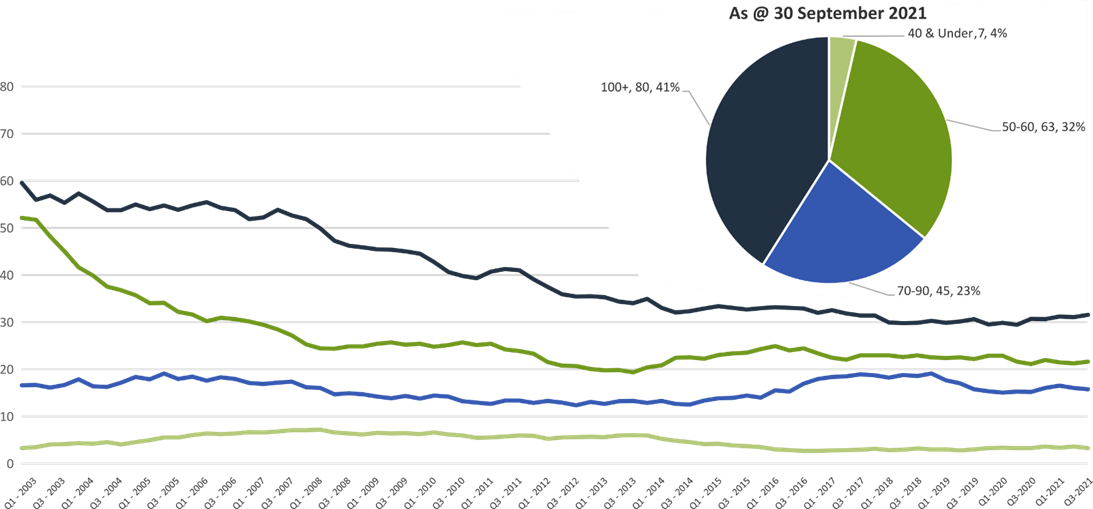 As @ 30 September 2021
40 & Under,7, 4%
100+, 80, 41%
50-60, 63, 32%
70-90, 45, 23%
80
70
60
50
40
30
20
10
0
Q1 - 2003
Q3 - 2003
Q1 - 2004
Q3 - 2004
Q1 - 2005
Q3 - 2005
Q1 - 2006
Q3 - 2006
Q1 - 2007
Q3 - 2007
Q1 - 2008
Q3 - 2008
Q1 - 2009
Q3 - 2009
Q1 - 2010
Q3 - 2010
Q1 - 2011
Q3 - 2011
Q1 - 2012
Q3 - 2012
Q1 - 2013
Q3 - 2013
Q1 - 2014
Q3 - 2014
Q1 - 2015
Q3 - 2015
Q1 - 2016
Q3 - 2016
Q1 - 2017
Q3 - 2017
Q1 - 2018
Q3 - 2018
Q1 - 2019
Q3 - 2019
Q1 -2020
Q3 -2020
Q1 -2021
Q3 -2021